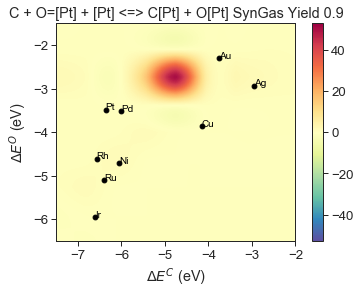 C + O=[Pt] + [Pt] <=> C[Pt] + O[Pt] SynGas Yield 0.9
−2
−3
−4
−5
−6
ΔE^O (eV)
Au
Ag
Pt
Pd
Cu
Rh
Ni
Ru
Ir
−7
−6
−5
−4
−3
−2
ΔE^C (eV)
40
20
0
−20
−40